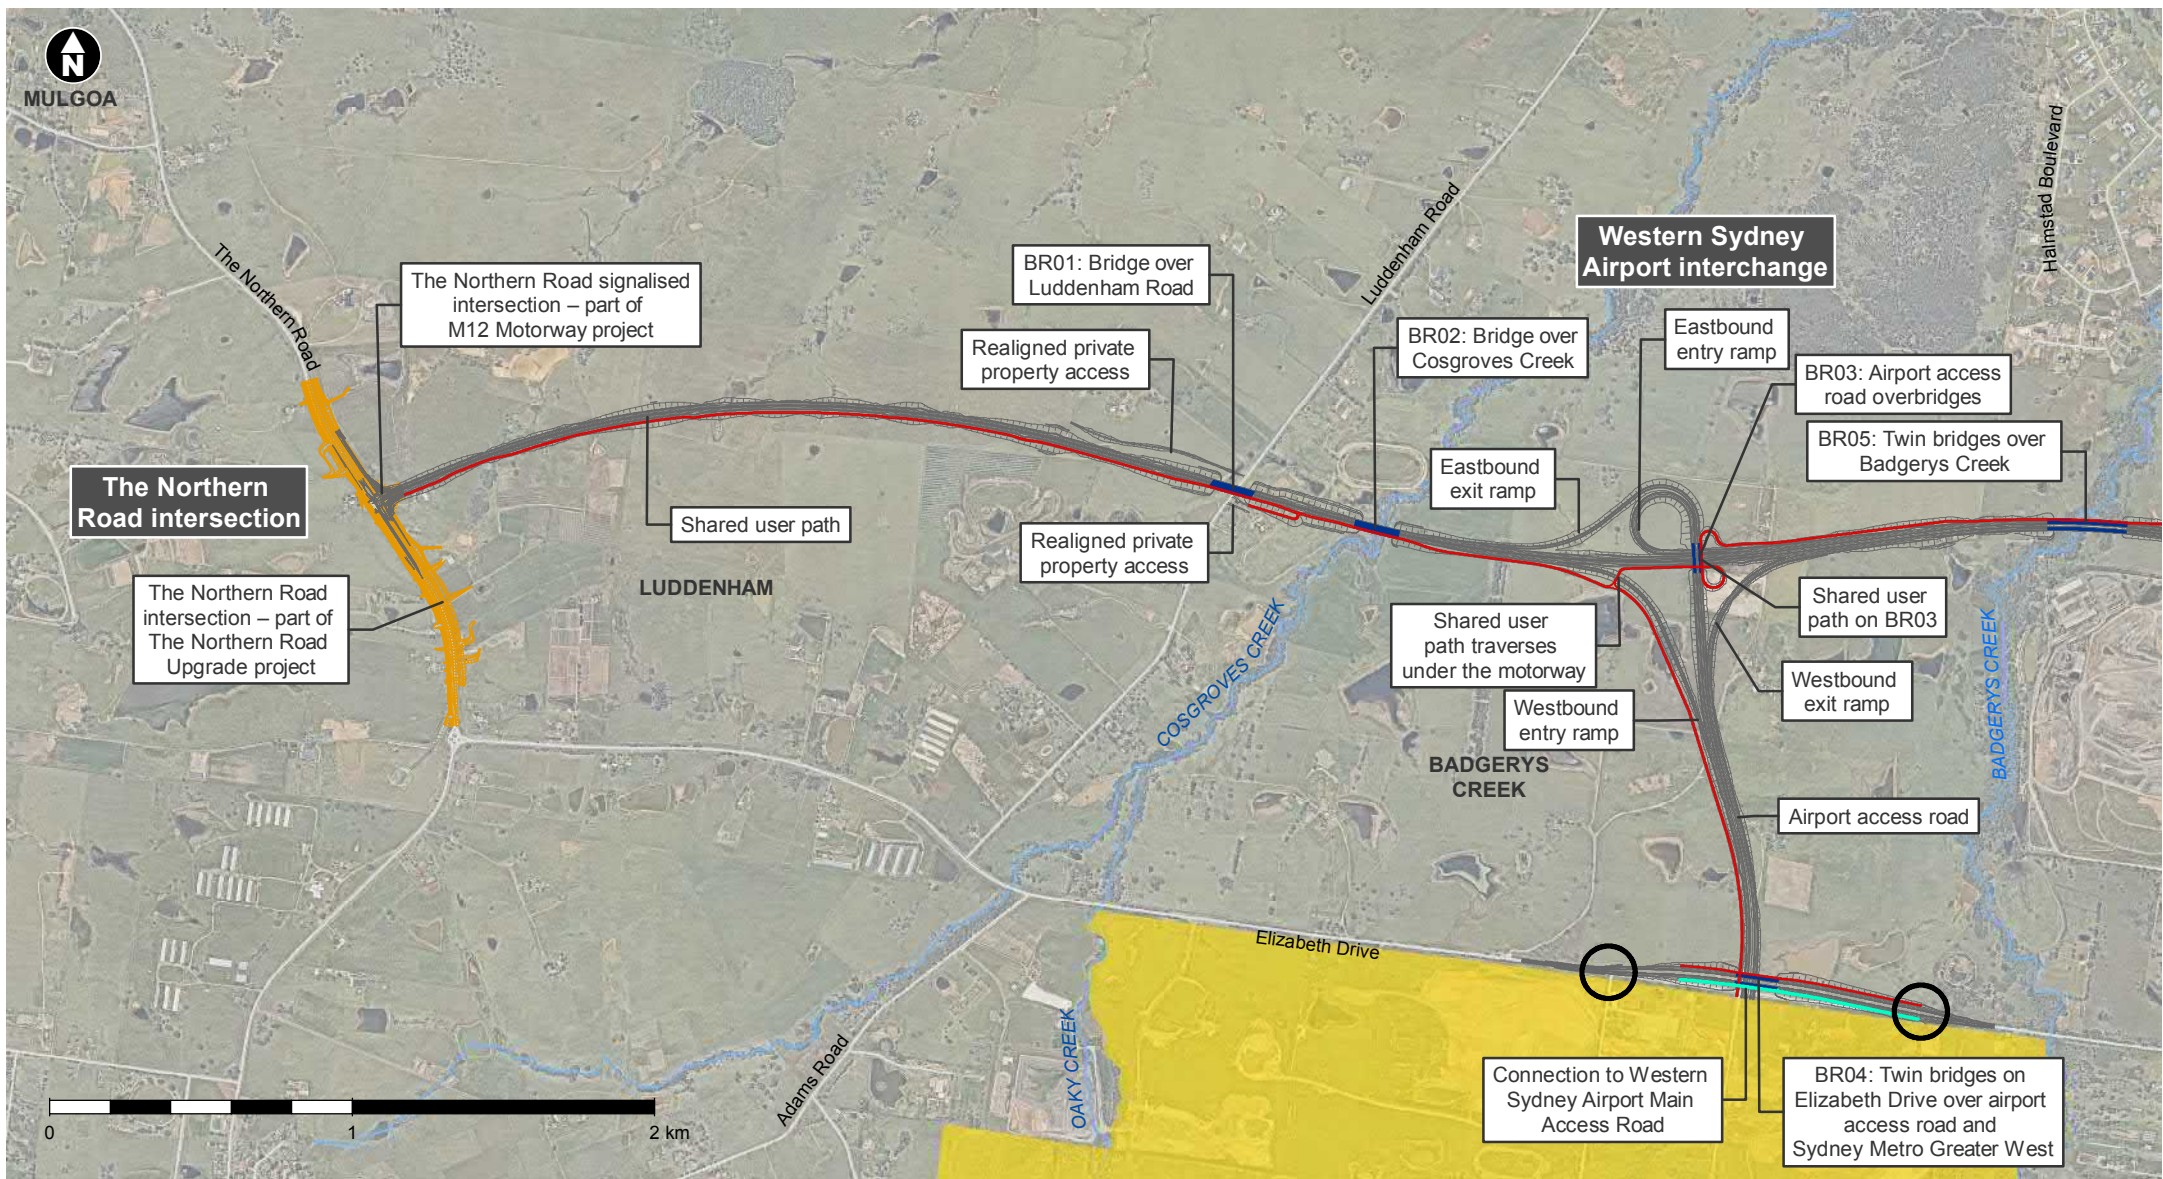 N
MULGOA
The Northern Road
The Northern Road signalised
intersection – part of
M12 Motorway project
BR01: Bridge over
Luddenham Road
Luddenham Road
Western Sydney
Airport interchange
Halmstad Boulevard
Realigned private
property access
BR02: Bridge over
Cosgroves Creek
Eastbound
entry ramp
BR03: Airport access
road overbridges
BR05: Twin bridges over
Badgerys Creek
The Northern
Road intersection
Shared user path
Eastbound
exit ramp
Realigned private
property access
LUDDENHAM
The Northern Road
intersection – part of
The Northern Road
Upgrade project
COSGROVES CREEK
Shared user
path traverses
under the motorway
Shared user
path on BR03
BADGERYS CREEK
Westbound
entry ramp
Westbound
exit ramp
BADGERYS
CREEK
Airport access road
Elizabeth Drive
Adams Road
OAKY CREEK
Connection to Western
Sydney Airport Main
Access Road
BR04: Twin bridges on
Elizabeth Drive over airport
access road and
Sydney Metro Greater West
0 1 2 km